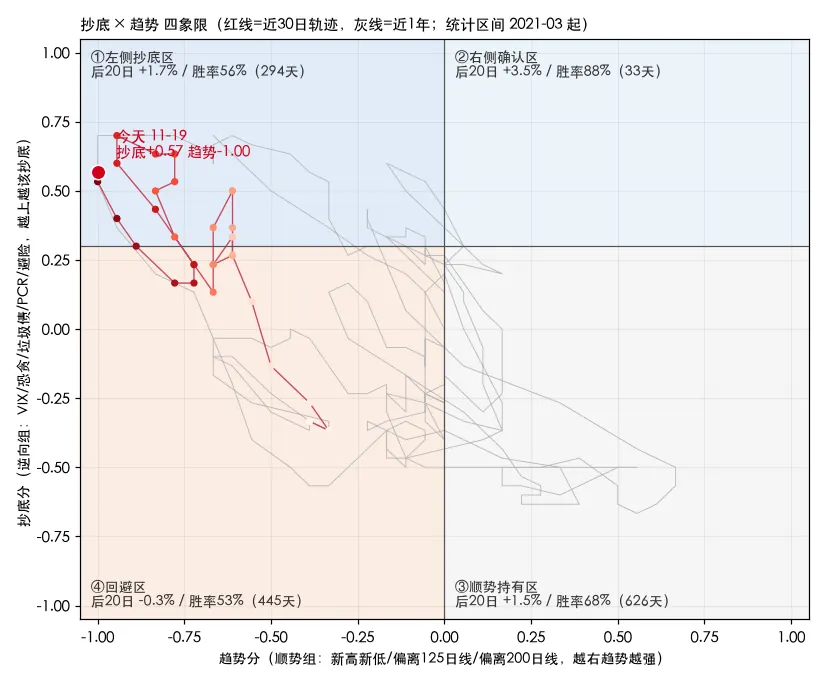 抄底 × 趋势 四象限（红线=近30日轨迹，灰线=近1年；统计区间 2021-03 起）
①左侧抄底区
后20日 +1.7% / 胜率56%（294天）
②右侧确认区
后20日 +3.5% / 胜率88%（33天）
今天 11-19
抄底+0.57 趋势-1.00
④回避区
后20日 -0.3% / 胜率53%（445天）
③顺势持有区
后20日 +1.5% / 胜率68%（626天）
抄底分（逆向组：VIX/恐贪/垃圾债/PCR/避险，越上越该抄底）
1.00
0.75
0.50
0.25
0.00
-0.25
-0.50
-0.75
-1.00
-1.00 -0.75 -0.50 -0.25 0.00 0.25 0.50 0.75 1.00
趋势分（顺势组：新高新低/偏离125日线/偏离200日线，越右趋势越强）